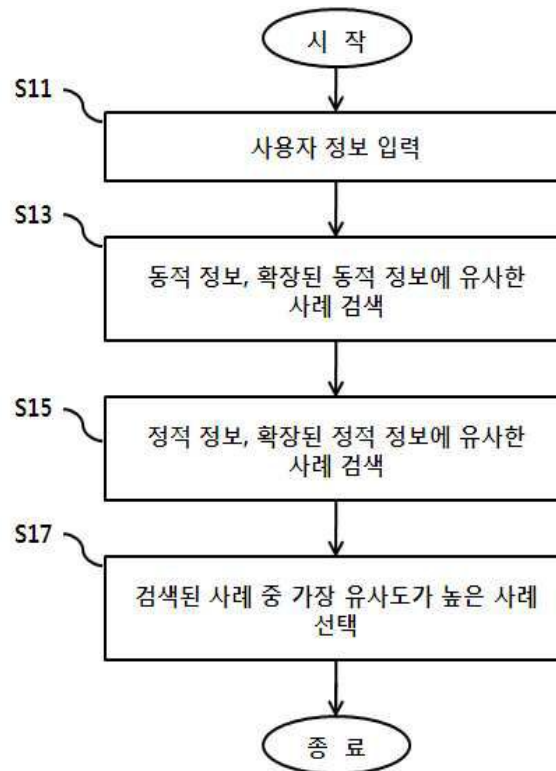 시 작
S11
사용자 정보 입력
S13
동적 정보, 확장된 동적 정보에 유사한
사례 검색
S15
정적 정보, 확장된 정적 정보에 유사한
사례 검색
S17
검색된 사례 중 가장 유사도가 높은 사례
선택
종 료